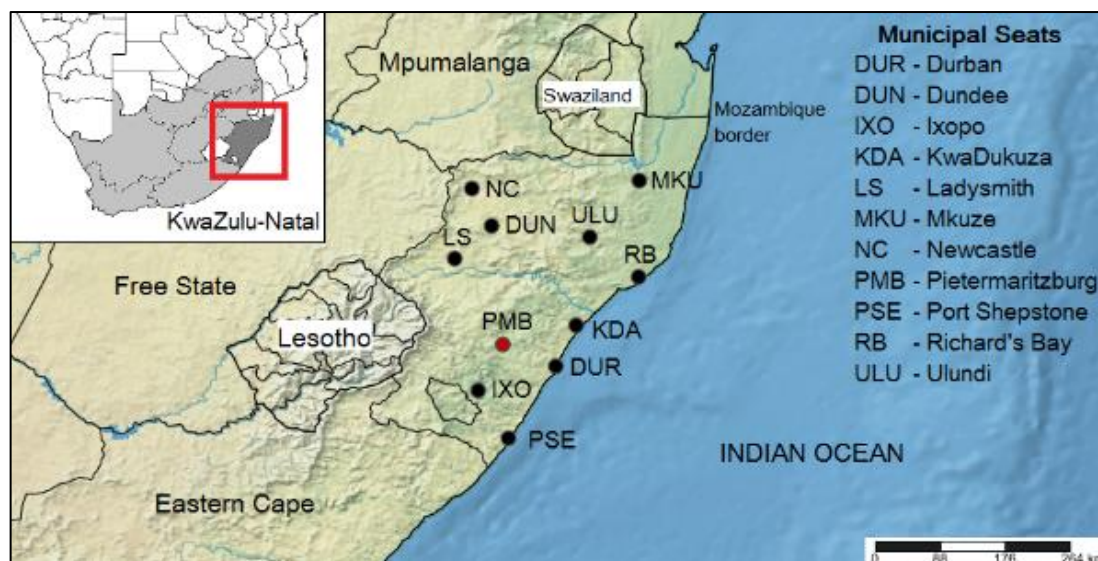 KwaZulu-Natal
Mpumalanga
Swaziland
Mozambique
border
NC
MKU
DUN
ULU
LS
RB
Free State
Lesotho
PMB
KDA
DUR
IXO
PSE
Eastern Cape
INDIAN OCEAN
Municipal Seats
DUR - Durban
DUN - Dundee
IXO - Ixopo
KDA - KwaDukuza
LS - Ladysmith
MKU - Mkuze
NC - Newcastle
PMB - Pietermaritzburg
PSE - Port Shepstone
RB - Richard's Bay
ULU - Ulundi
0 88 176 264 km